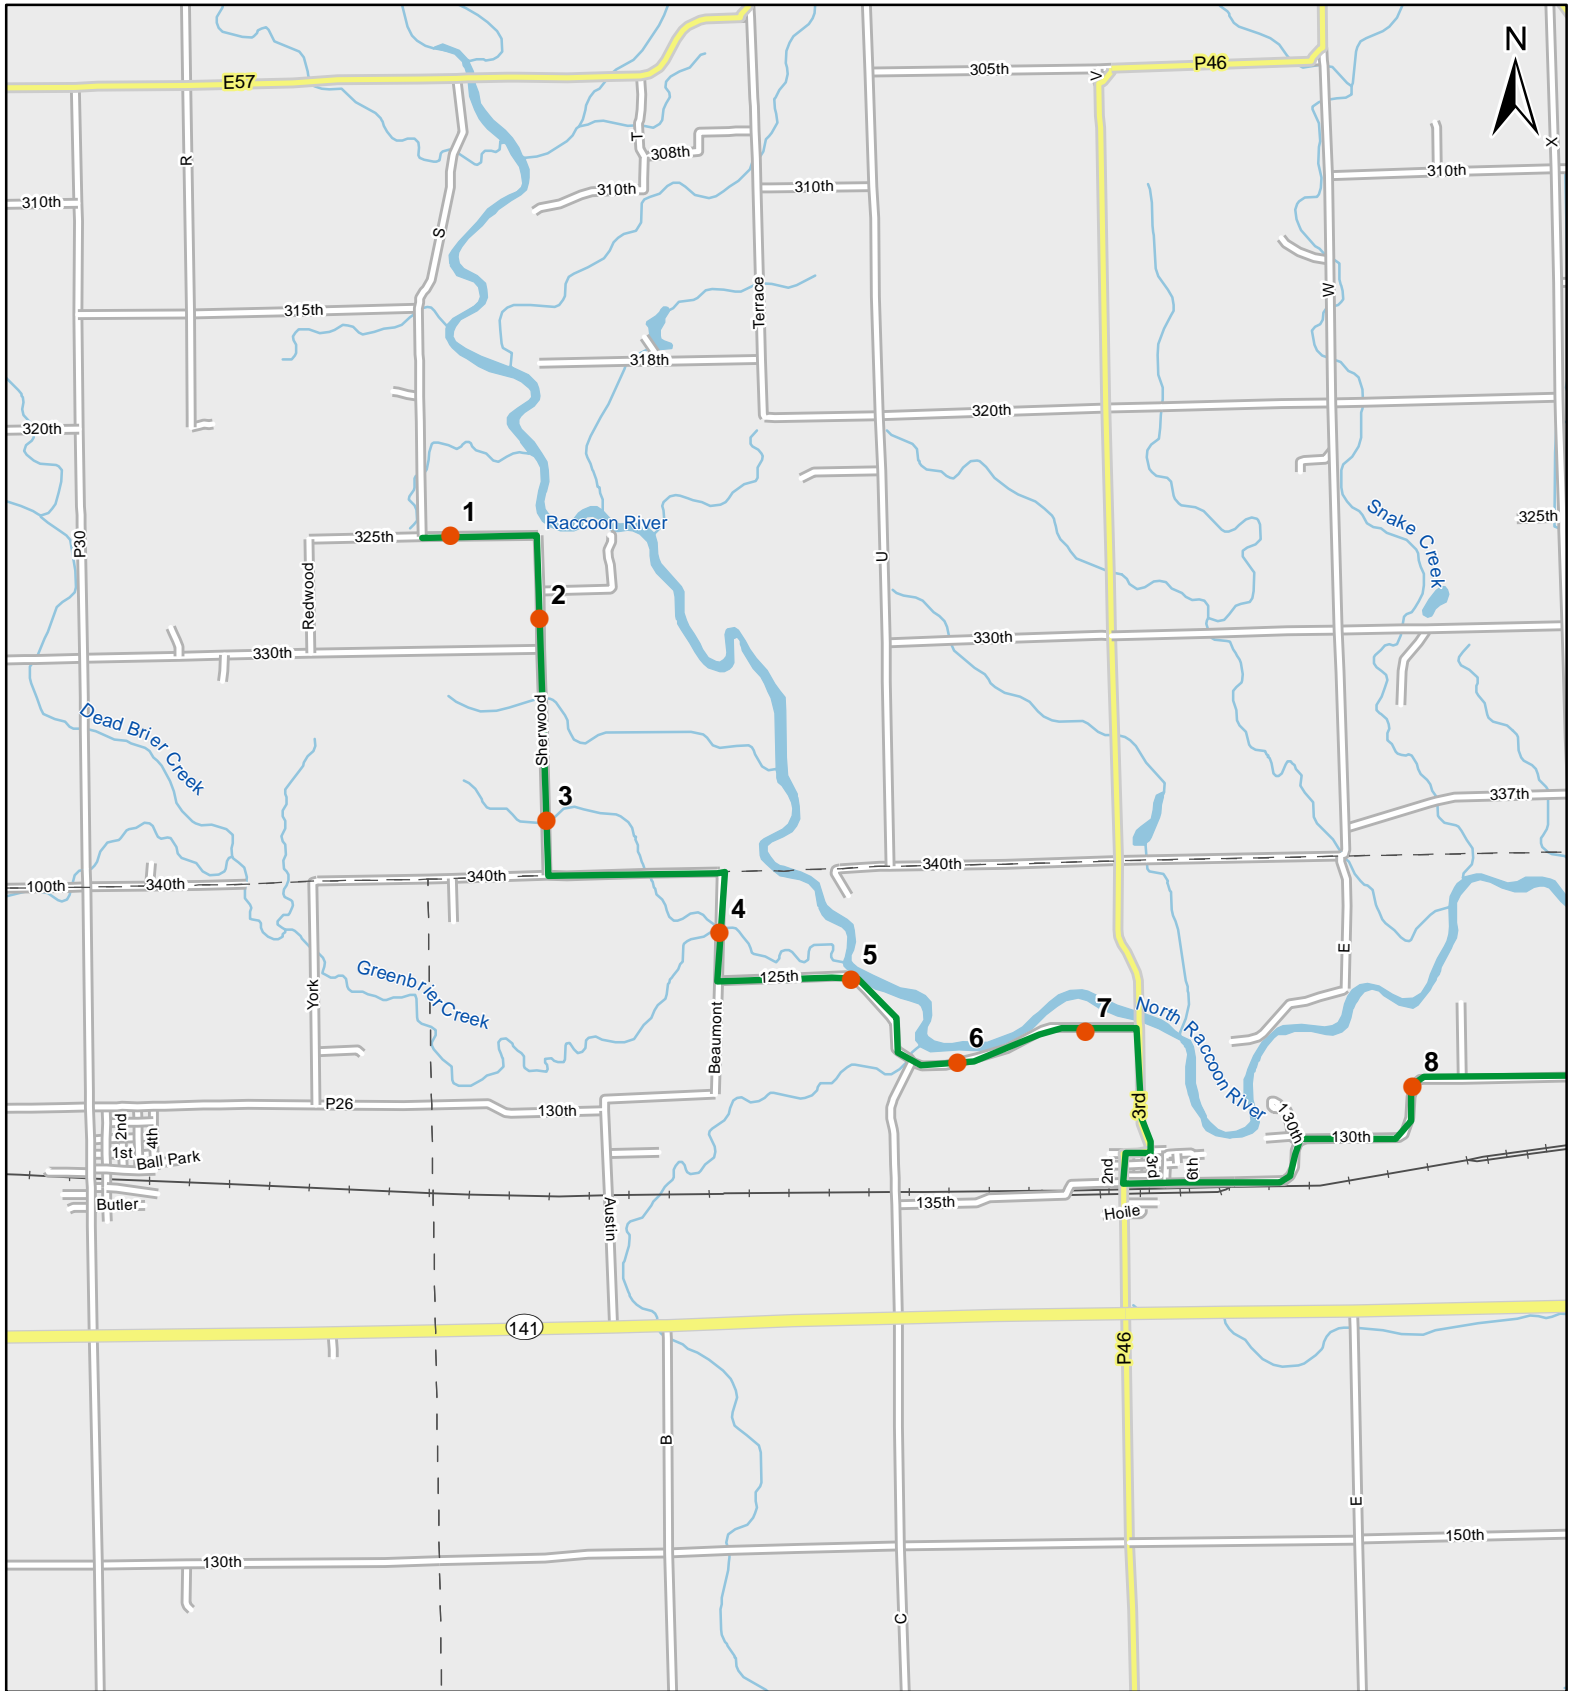 N
305th
P46
V
E57
T
308th
R
310th
310th
310th
310th
X
S
Terrace
W
315th
318th
320th
320th
1
Raccoon River
325th
P30
Redwood
U
Snake Creek
325th
2
330th
330th
Dead Brier Creek
Sherwood
3
337th
100th
340th
340th
340th
4
5
E
125th
York
Greenbrier Creek
Beaumont
6
7
North Raccoon River
8
P26
130th
3rd
130th
130th
2nd
4th
1st
Ball Park
2nd
3rd
6th
Butler
Austin
135th
Hoile
141
P46
B
E
130th
150th
C